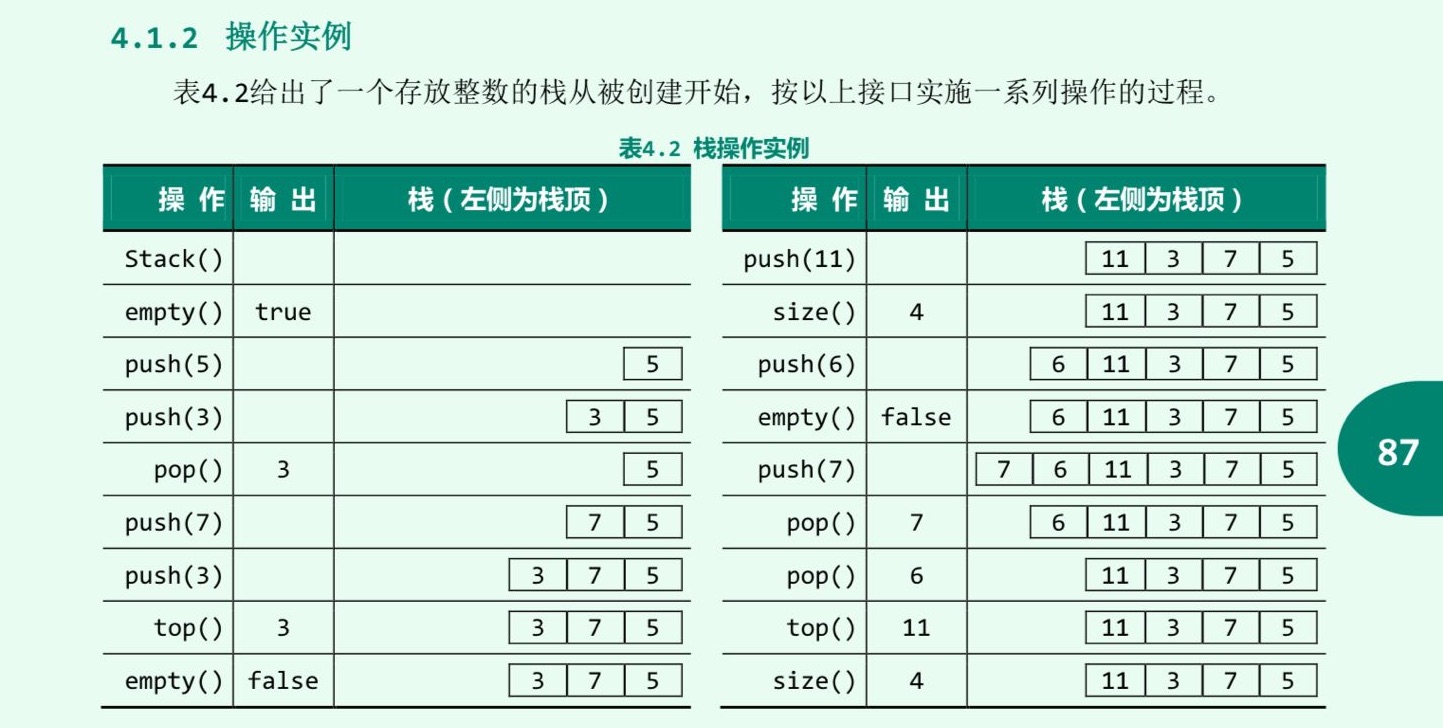 4.1.2 操作实例
表4.2给出了一个存放整数的栈从被创建开始，按以上接口实施一系列操作的过程。
表4.2 栈操作实例
操 作 输 出 栈（左侧为栈顶） 操 作 输 出 栈（左侧为栈顶）
Stack() push(11) 11 3 7 5
empty() true size() 4 11 3 7 5
push(5) 5 push(6) 6 11 3 7 5
push(3) 3 5 empty() false 6 11 3 7 5
pop() 3 5 push(7) 7 6 11 3 7 5
push(7) 7 5 pop() 7 6 11 3 7 5
push(3) 3 7 5 pop() 6 11 3 7 5
top() 3 3 7 5 top() 11 11 3 7 5
empty() false 3 7 5 size() 4 11 3 7 5
87